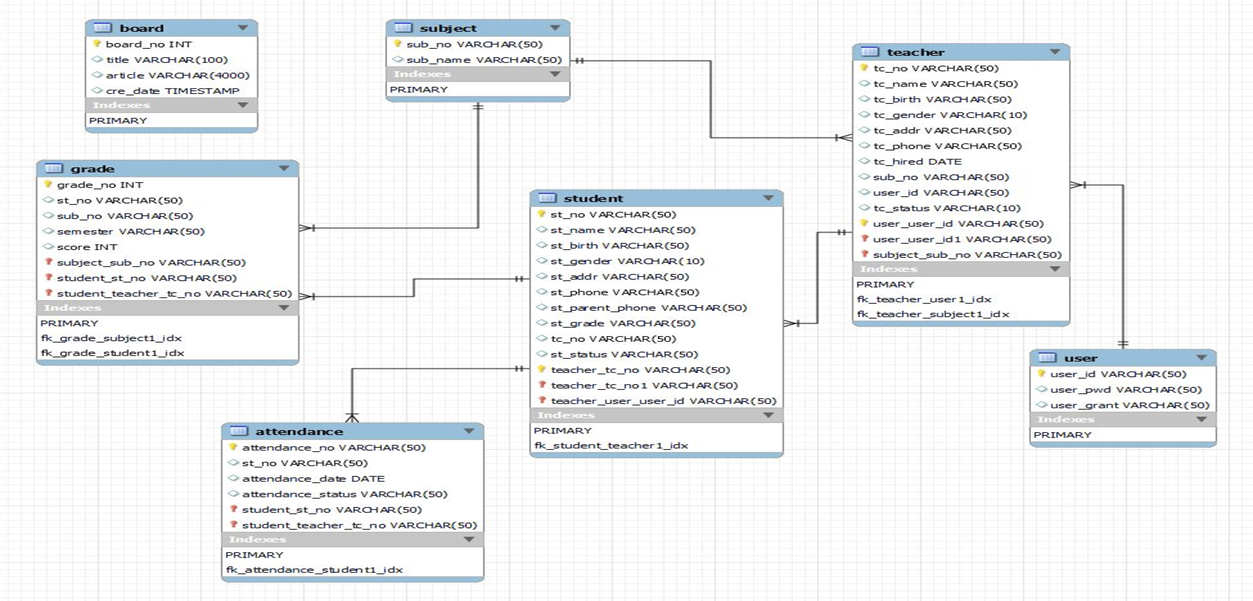 board
board_no INT
title VARCHAR(100)
article VARCHAR(4000)
cre_date TIMESTAMP
Indexes
PRIMARY
subject
sub_no VARCHAR(50)
sub_name VARCHAR(50)
Indexes
PRIMARY
teacher
tc_no VARCHAR(50)
tc_name VARCHAR(50)
tc_birth VARCHAR(50)
tc_gender VARCHAR(10)
tc_addr VARCHAR(50)
tc_phone VARCHAR(50)
tc_hired DATE
sub_no VARCHAR(50)
user_id VARCHAR(50)
tc_status VARCHAR(10)
user_user_id VARCHAR(50)
user_user_id1 VARCHAR(50)
subject_sub_no VARCHAR(50)
Indexes
PRIMARY
fk_teacher_user1_idx
fk_teacher_subject1_idx
grade
grade_no INT
st_no VARCHAR(50)
sub_no VARCHAR(50)
semester VARCHAR(50)
score INT
subject_sub_no VARCHAR(50)
student_st_no VARCHAR(50)
student_teacher_tc_no VARCHAR(50)
Indexes
PRIMARY
fk_grade_subject1_idx
fk_grade_student1_idx
student
st_no VARCHAR(50)
st_name VARCHAR(50)
st_birth VARCHAR(50)
st_gender VARCHAR(10)
st_addr VARCHAR(50)
st_phone VARCHAR(50)
st_parent_phone VARCHAR(50)
st_grade VARCHAR(50)
tc_no VARCHAR(50)
st_status VARCHAR(50)
teacher_tc_no VARCHAR(50)
teacher_tc_no1 VARCHAR(50)
teacher_user_user_id VARCHAR(50)
Indexes
PRIMARY
fk_student_teacher1_idx
user
user_id VARCHAR(50)
user_pwd VARCHAR(50)
user_grant VARCHAR(50)
Indexes
PRIMARY
attendance
attendance_no VARCHAR(50)
st_no VARCHAR(50)
attendance_date DATE
attendance_status VARCHAR(50)
student_st_no VARCHAR(50)
student_teacher_tc_no VARCHAR(50)
Indexes
PRIMARY
fk_attendance_student1_idx